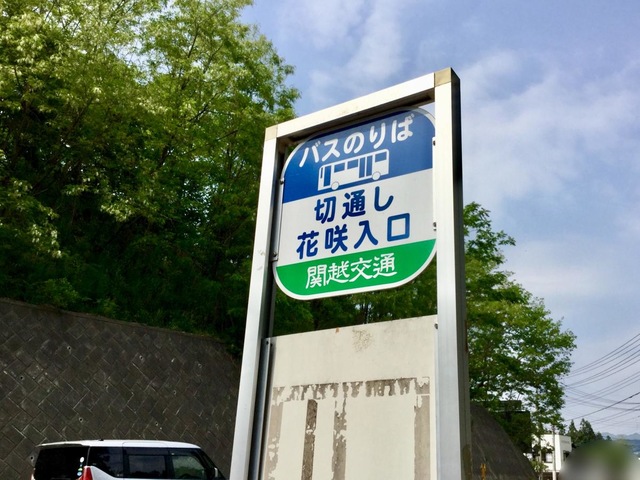 バスのりば
切通し
花咲入口
関越交通